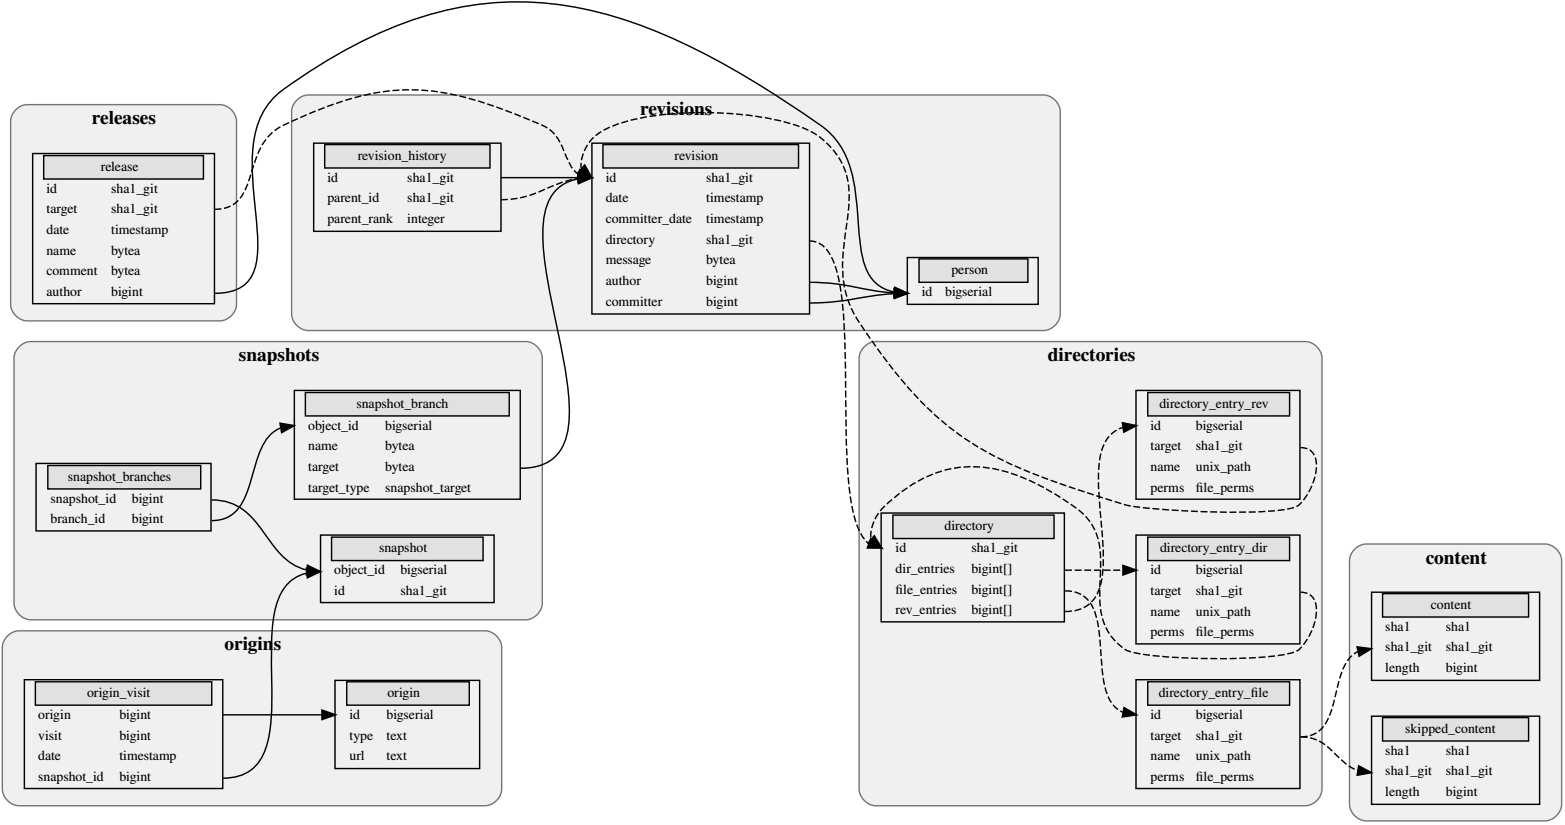 releases
release
id sha1_git
target sha1_git
date timestamp
name bytea
comment bytea
author bigint
revisions
revision_history
id sha1_git
parent_id sha1_git
parent_rank integer
revision
id sha1_git
date timestamp
committer_date timestamp
directory sha1_git
message bytea
author bigint
committer bigint
person
id bigserial
snapshots
snapshot_branches
snapshot_id bigint
branch_id bigint
snapshot_branch
object_id bigserial
name bytea
target bytea
target_type snapshot_target
snapshot
object_id bigserial
id sha1_git
origins
origin_visit
origin bigint
visit bigint
date timestamp
snapshot_id bigint
origin
id bigserial
type text
url text
directories
directory
id sha1_git
dir_entries bigint[]
file_entries bigint[]
rev_entries bigint[]
directory_entry_rev
id bigserial
target sha1_git
name unix_path
perms file_perms
directory_entry_dir
id bigserial
target sha1_git
name unix_path
perms file_perms
directory_entry_file
id bigserial
target sha1_git
name unix_path
perms file_perms
content
content
sha1 sha1
sha1_git sha1_git
length bigint
skipped_content
sha1 sha1
sha1_git sha1_git
length bigint